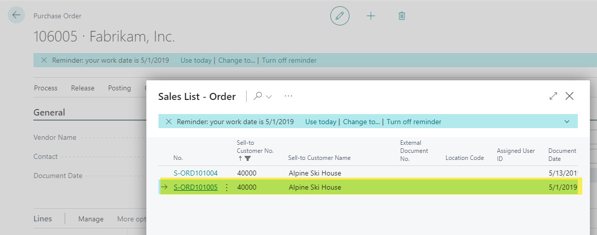 Purchase Order
106005 · Fabrikam, Inc.
Reminder: your work date is 5/1/2019 Use today | Change to... | Turn off reminder
Process Release Posting
General
Vendor Name
Contact
Document Date
Lines Manage More opt
Sales List - Order
Reminder: your work date is 5/1/2019 Use today | Change to... | Turn off reminder
No. Sell-to Customer No. Sell-to Customer Name External Document No. Location Code Assigned User ID Document Date
S-ORD101004 40000 Alpine Ski House 5/13/201
S-ORD101005 40000 Alpine Ski House 5/1/2019